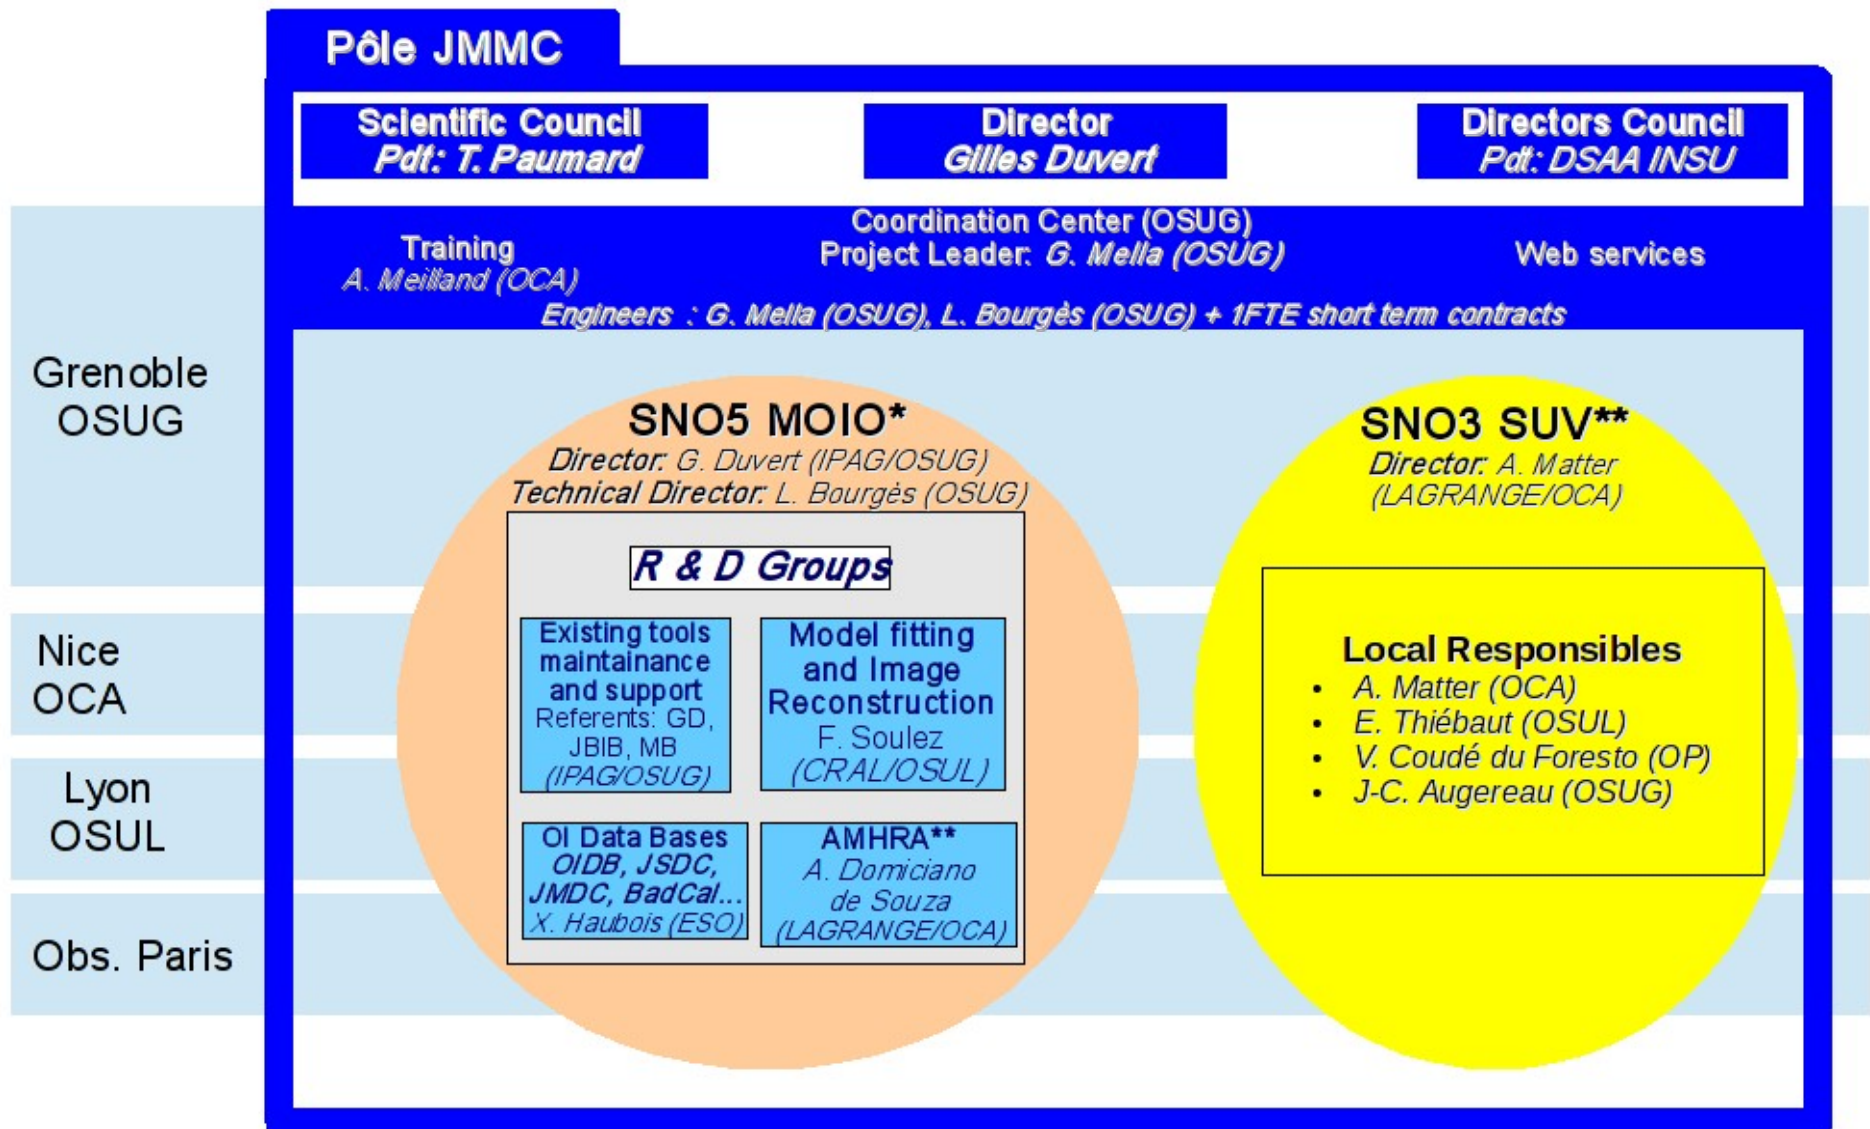 Pôle JMMC
Scientific Council
Pdt: T. Paumard
Director
Gilles Duvert
Directors Council
Pdt: DSAA INSU
Coordination Center (OSUG)
Project Leader: G. Mella (OSUG)
Training
A. Meilland (OCA)
Web services
Engineers : G. Mella (OSUG), L. Bourgès (OSUG) + 1FTE short term contracts
Grenoble
OSUG
Nice
OCA
Lyon
OSUL
Obs. Paris
SNO5 MOIO*
Director: G. Duvert (IPAG/OSUG)
Technical Director: L. Bourgès (OSUG)
R & D Groups
Existing tools
maintainance
and support
Referents: GD,
JBIB, MB
(IPAG/OSUG)
Model fitting
and Image
Reconstruction
F. Soulez
(CRAL/OSUL)
OI Data Bases
OIDB, JSDC,
JMDC, BadCal...
X. Haubois (ESO)
AMHRA**
A. Domiciano
de Souza
(LAGRANGE/OCA)
SNO3 SUV**
Director: A. Matter
(LAGRANGE/OCA)
Local Responsibles
• A. Matter (OCA)
• E. Thiébaut (OSUL)
• V. Coudé du Foresto (OP)
• J-C. Augereau (OSUG)